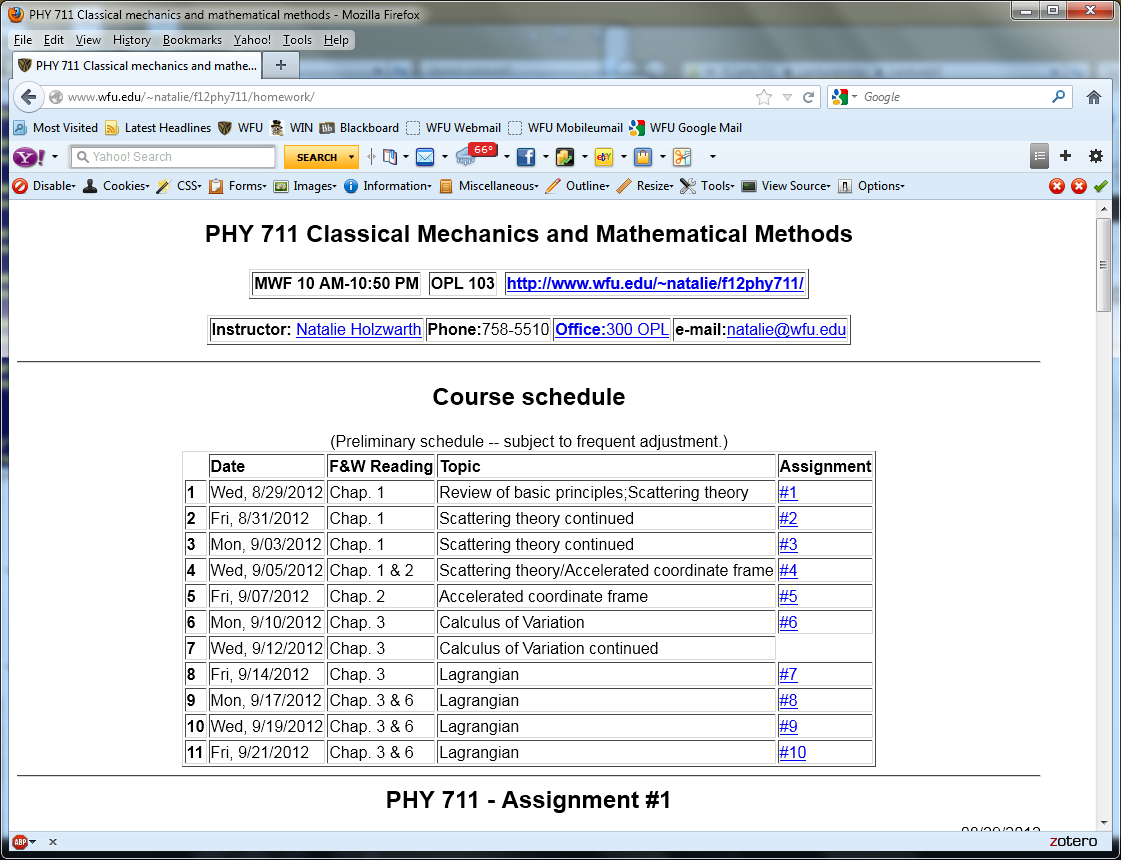 PHY 711 Classical mechanics and mathematical methods - Mozilla Firefox
File Edit View History Bookmarks Yahoo! Tools Help
PHY 711 Classical mechanics and mathe... +
www.wfu.edu/~natalie/f12phy711/homework/ Google
Most Visited Latest Headlines WFU WIN Bb Blackboard WFU Webmail WFU Mobileumail WFU Google Mail
Y! Yahoo! Search SEARCH 66° f ebY
Disable Cookies CSS Forms Images Information Miscellaneous Outline Resize Tools View Source Options
PHY 711 Classical Mechanics and Mathematical Methods
MWF 10 AM-10:50 PM OPL 103 http://www.wfu.edu/~natalie/f12phy711/
Instructor: Natalie Holzwarth Phone:758-5510 Office:300 OPL e-mail:natalie@wfu.edu
Course schedule
(Preliminary schedule -- subject to frequent adjustment.)
Date F&W Reading Topic Assignment
1 Wed, 8/29/2012 Chap. 1 Review of basic principles;Scattering theory #1
2 Fri, 8/31/2012 Chap. 1 Scattering theory continued #2
3 Mon, 9/03/2012 Chap. 1 Scattering theory continued #3
4 Wed, 9/05/2012 Chap. 1 & 2 Scattering theory/Accelerated coordinate frame #4
5 Fri, 9/07/2012 Chap. 2 Accelerated coordinate frame #5
6 Mon, 9/10/2012 Chap. 3 Calculus of Variation #6
7 Wed, 9/12/2012 Chap. 3 Calculus of Variation continued
8 Fri, 9/14/2012 Chap. 3 Lagrangian #7
9 Mon, 9/17/2012 Chap. 3 & 6 Lagrangian #8
10 Wed, 9/19/2012 Chap. 3 & 6 Lagrangian #9
11 Fri, 9/21/2012 Chap. 3 & 6 Lagrangian #10
PHY 711 - Assignment #1
ABP x zotero